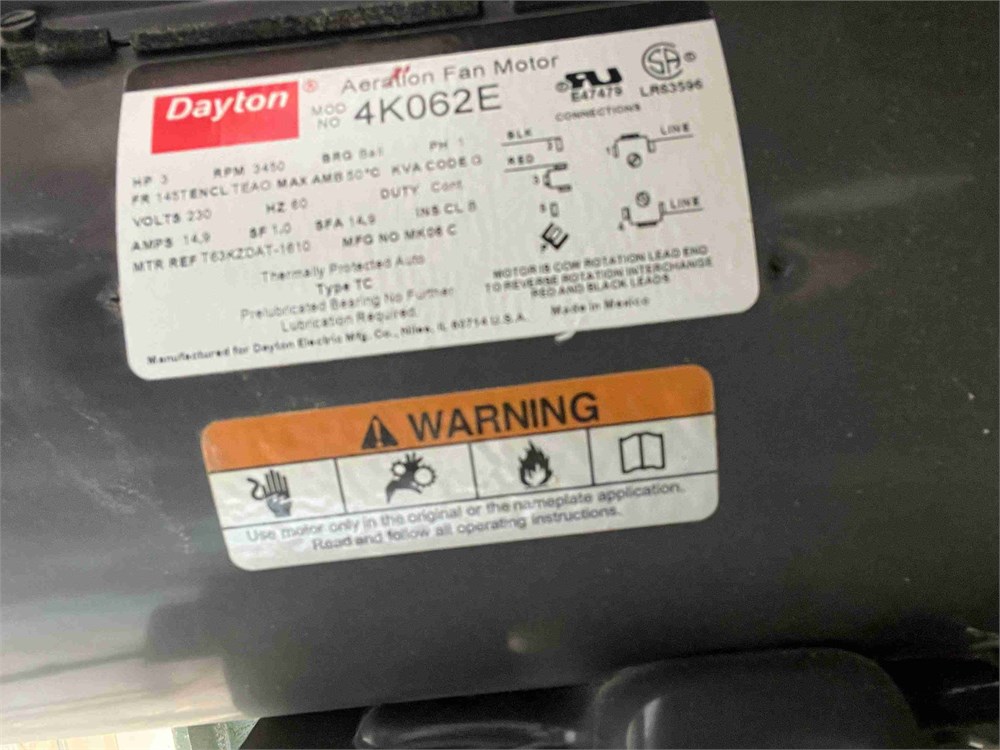 Dayton ® Aeration Fan Motor
MOD NO 4K062E
E47479 LR63596
HP 3 RPM 3450 BRG Ball PH 1
FR 145T ENCL TEAO MAX AMB 50°C KVA CODE G
VOLTS 230 HZ 60 DUTY Cont
AMPS 14.9 SF 1.0 SFA 14.9 INS CL B
MTR REF T63XZDAT-1610 MFG NO MK06 C
Thermally Protected Auto
Type TC
Prelubricated Bearing No Further
Lubrication Required.
Manufactured for Dayton Electric Mfg. Co., Niles, IL 60714 U.S.A. Made in Mexico
CONNECTIONS
BLK
LINE
RED
LINE
MOTOR IS CCW ROTATION LEAD END
TO REVERSE ROTATION INTERCHANGE
RED AND BLACK LEADS
WARNING
Use motor only in the original or the nameplate application.
Read and follow all operating instructions.